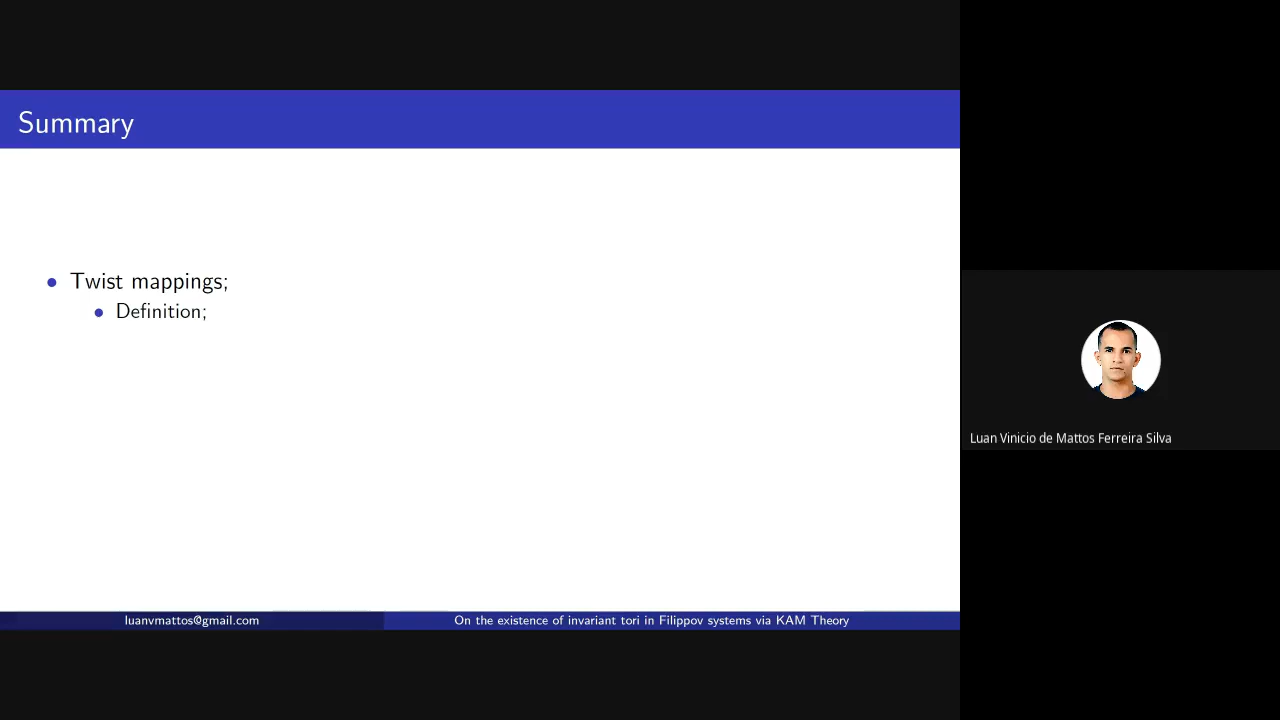 Summary
Twist mappings;
Definition;
Luan Vinicio de Mattos Ferreira Silva
luanvmattos@gmail.com
On the existence of invariant tori in Filippov systems via KAM Theory